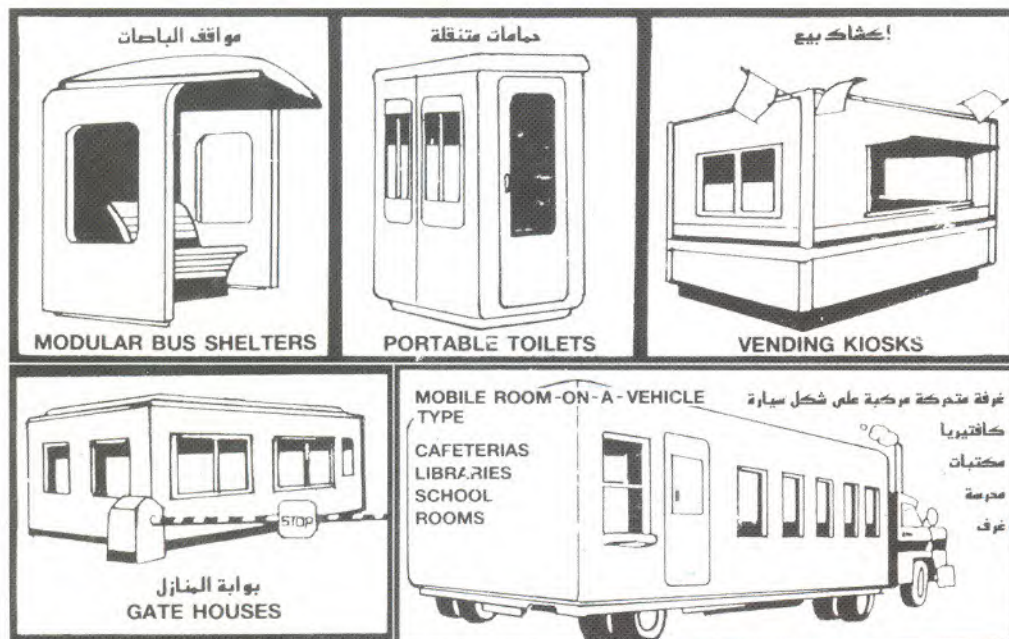 مواقف الباصات
MODULAR BUS SHELTERS
حمامات متنقلة
PORTABLE TOILETS
اكشاك بيع
VENDING KIOSKS
STOP
بوابة المنازل
GATE HOUSES
MOBILE ROOM-ON-A-VEHICLE
TYPE
CAFETERIAS
LIBRARIES
SCHOOL
ROOMS
غرفة متحركة مركبة على شكل سيارة
كافتيريا
مكتبات
مدرسة
غرف